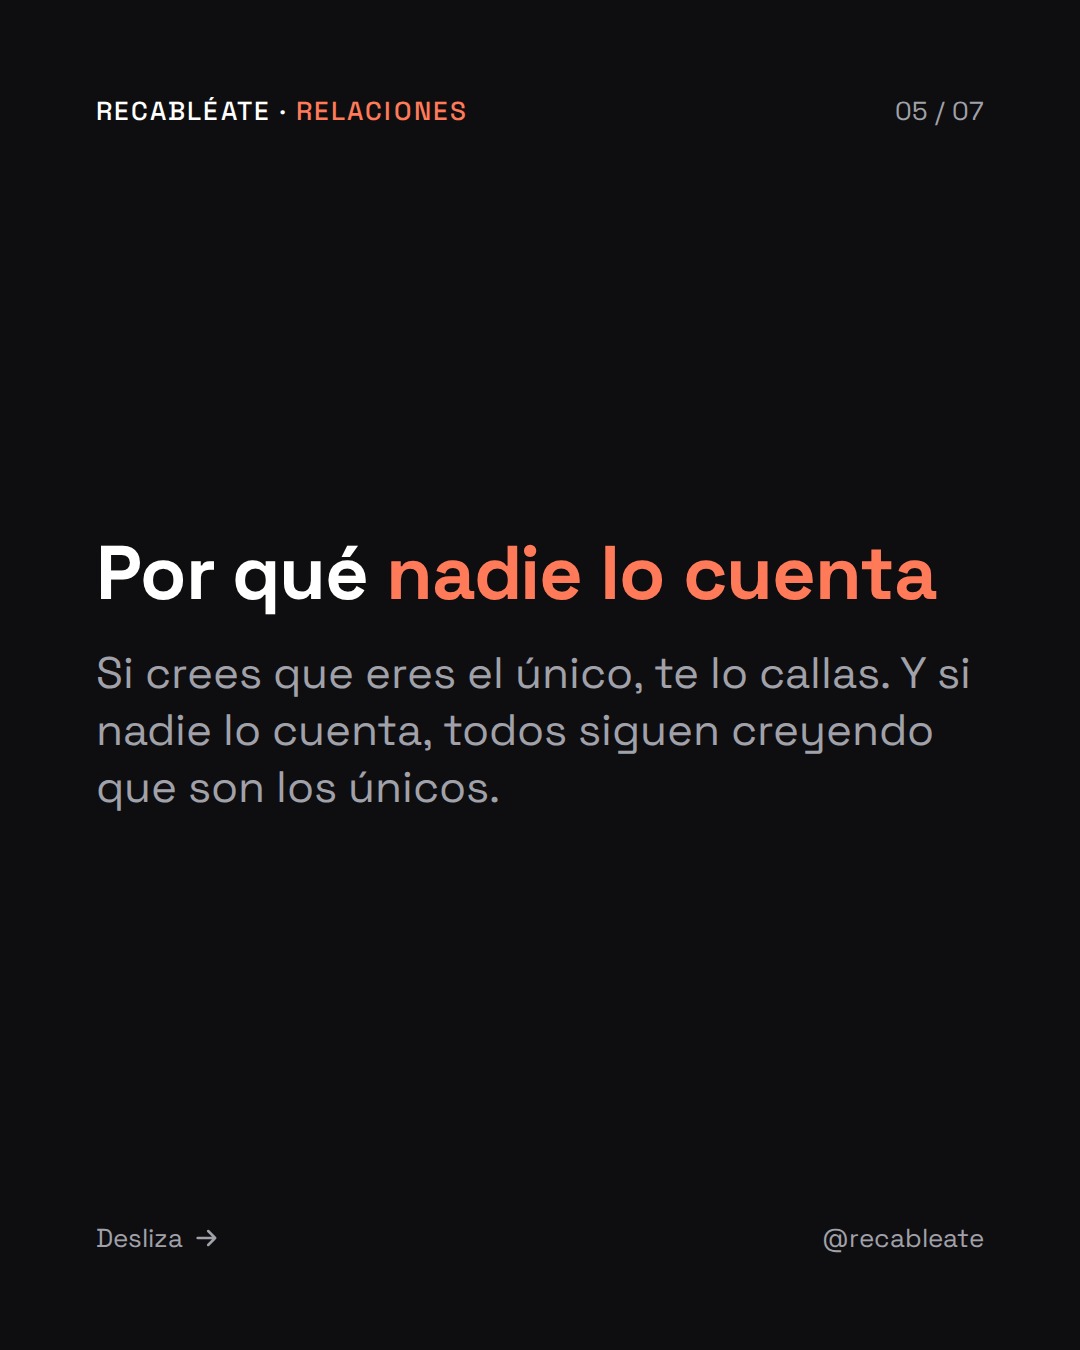 RECABLÉATE · RELACIONES
05 / 07
Por qué nadie lo cuenta
Si crees que eres el único, te lo callas. Y si
nadie lo cuenta, todos siguen creyendo
que son los únicos.
Desliza →
@recableate